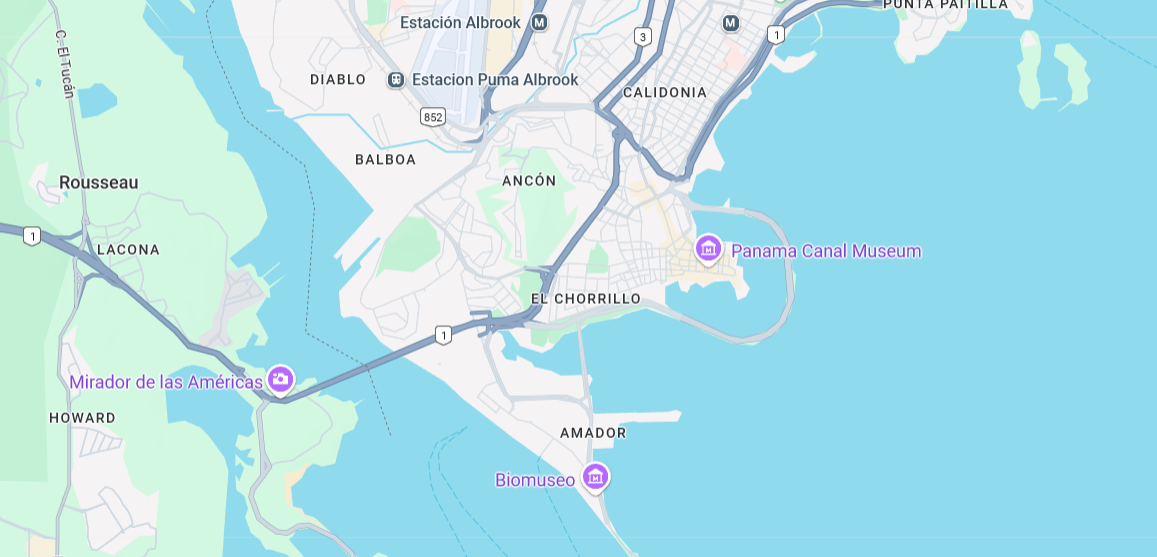 PUNTA PAITILLA
Estación Albrook
M
M
3
1
C. El Tucán
DIABLO
Estacion Puma Albrook
CALIDONIA
852
BALBOA
ANCÓN
Rousseau
1
LACONA
Panama Canal Museum
EL CHORRILLO
1
Mirador de las Américas
HOWARD
AMADOR
Biomuseo